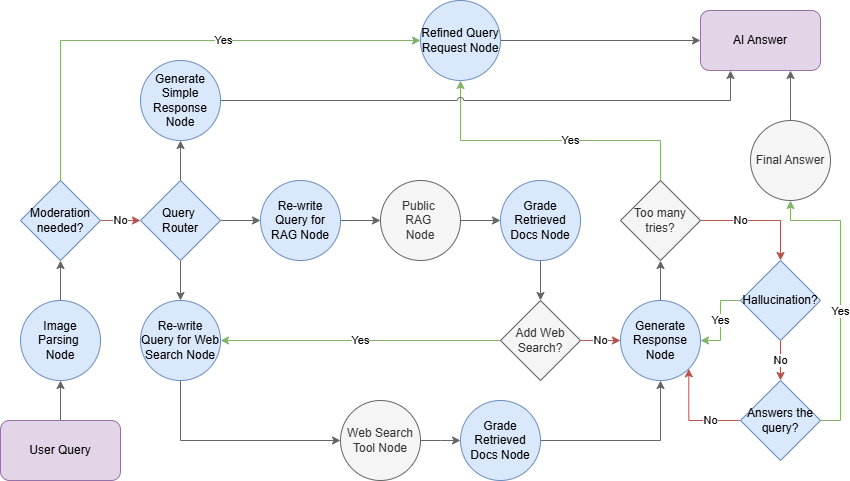 Yes
Refined Query
Request Node
AI Answer
Generate
Simple
Response
Node
Yes
Final Answer
Moderation
needed?
No
Query
Router
Re-write
Query for
RAG Node
Public
RAG
Node
Grade
Retrieved
Docs Node
Too many
tries?
No
Image
Parsing
Node
Re-write
Query for Web
Search Node
Yes
Add Web
Search?
No
Generate
Response
Node
Yes
Hallucination?
Yes
No
User Query
Web Search
Tool Node
Grade
Retrieved
Docs Node
No
Answers the
query?